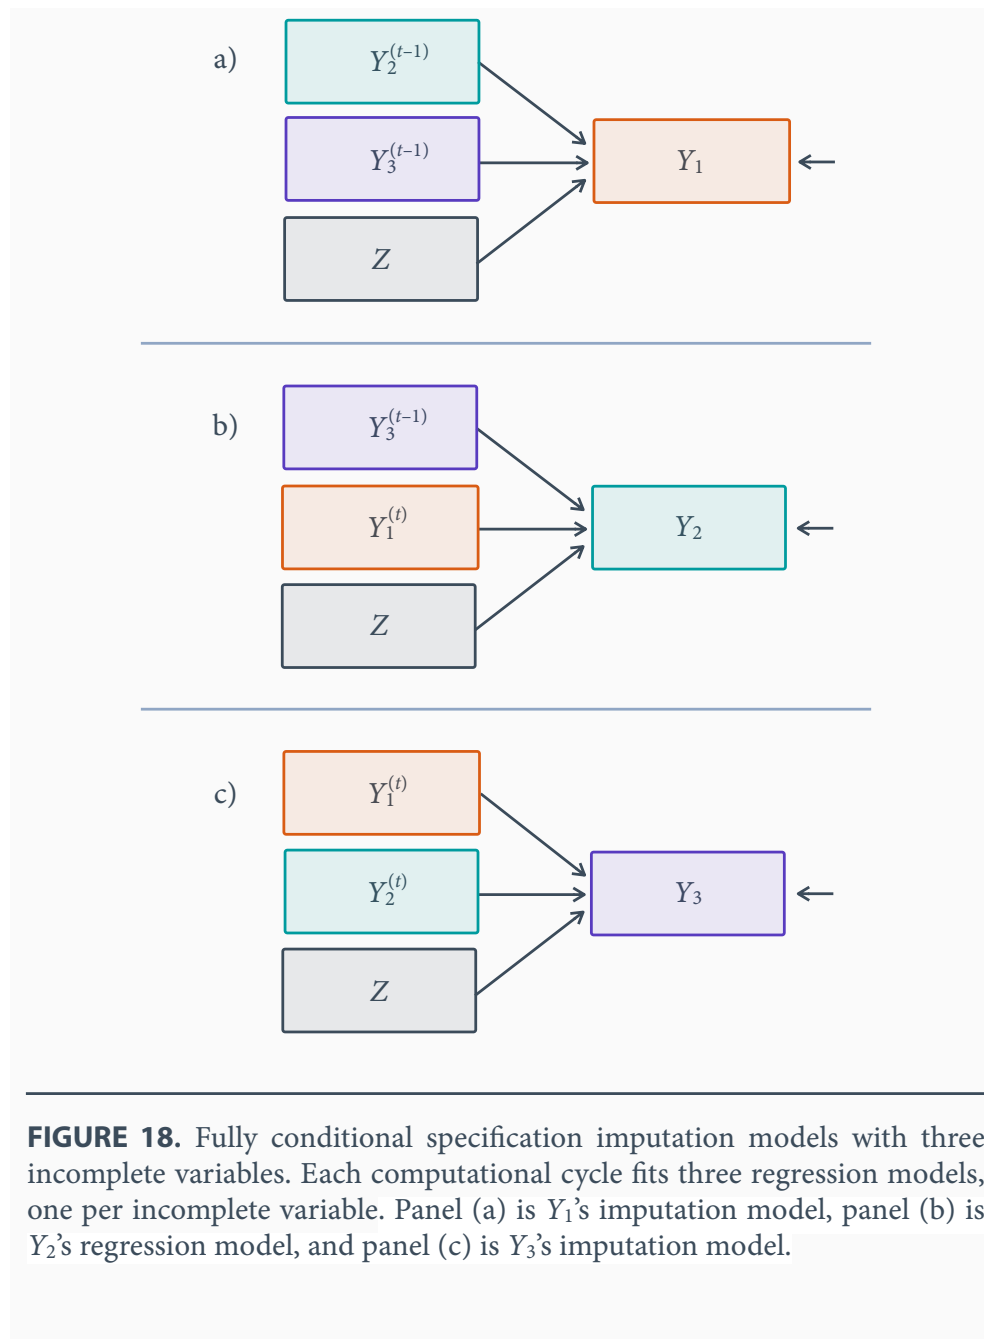 a)
Y₂⁽ᵗ⁻¹⁾
Y₃⁽ᵗ⁻¹⁾
Z
Y₁
b)
Y₃⁽ᵗ⁻¹⁾
Y₁⁽ᵗ⁾
Z
Y₂
c)
Y₁⁽ᵗ⁾
Y₂⁽ᵗ⁾
Z
Y₃
FIGURE 18. Fully conditional specification imputation models with three
incomplete variables. Each computational cycle fits three regression models,
one per incomplete variable. Panel (a) is Y₁’s imputation model, panel (b) is
Y₂’s regression model, and panel (c) is Y₃’s imputation model.